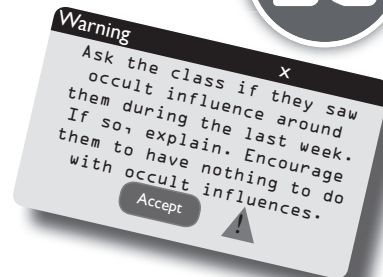 Warning
x
Ask the class if they saw
occult influence around
them during the last week.
If so, explain. Encourage
them to have nothing to do
with occult influences.
Accept
!